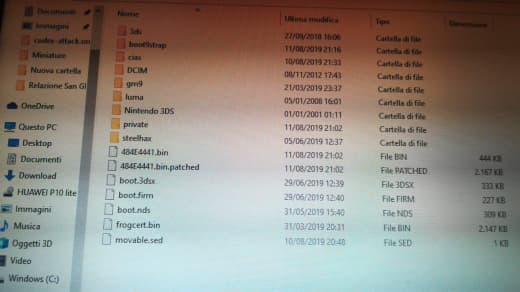 Documenti
Immagini
codex-attack.on
Miniature
Nuova cartella
Relazione San Gl
OneDrive
Questo PC
Desktop
Documenti
Download
HUAWEI P10 lite
Immagini
Musica
Oggetti 3D
Video
Windows (C:)
Nome Ultima modifica Tipo Dimensione
3ds 27/09/2018 16:06 Cartella di file
boot9strap 11/08/2019 21:16 Cartella di file
cias 10/08/2019 21:33 Cartella di file
DCIM 08/11/2012 17:43 Cartella di file
gm9 21/03/2019 23:37 Cartella di file
luma 05/01/2008 16:01 Cartella di file
Nintendo 3DS 01/01/2001 01:11 Cartella di file
private 11/08/2019 21:02 Cartella di file
steelhax 05/06/2019 12:37 Cartella di file
484E4441.bin 11/08/2019 21:02 File BIN 444 KB
484E4441.bin.patched 11/08/2019 21:02 File PATCHED 2.167 KB
boot.3dsx 29/06/2019 12:39 File 3DSX 333 KB
boot.firm 29/06/2019 12:40 File FIRM 227 KB
boot.nds 31/05/2019 15:40 File NDS 309 KB
frogcert.bin 31/03/2019 20:31 File BIN 2.147 KB
movable.sed 10/08/2019 20:48 File SED 1 KB